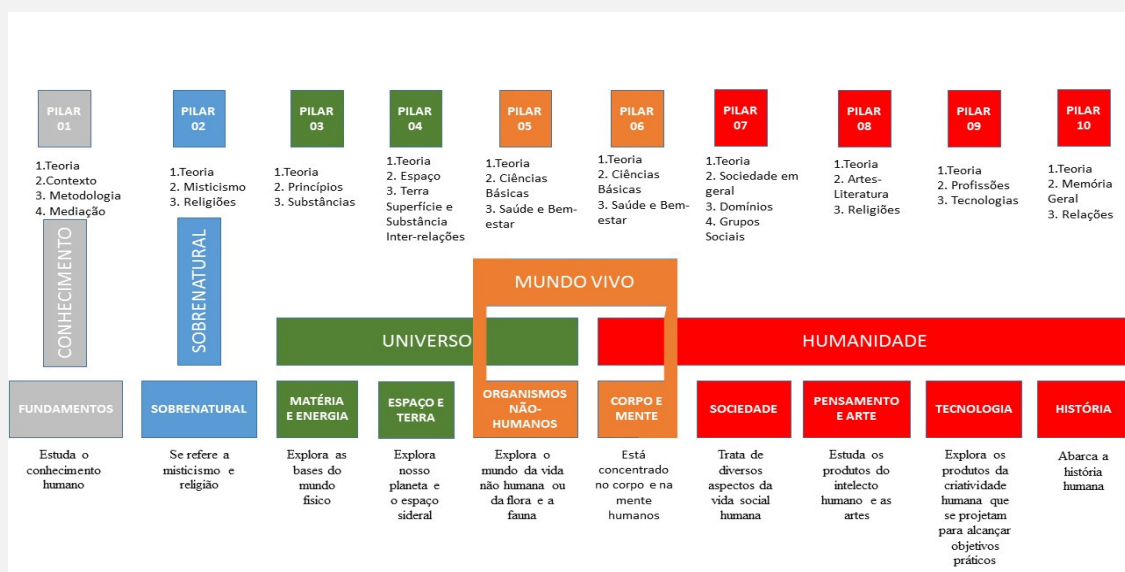 PILAR
01
PILAR
02
PILAR
03
PILAR
04
PILAR
05
PILAR
06
PILAR
07
PILAR
08
PILAR
09
PILAR
10
1.Teoria
2.Contexto
3. Metodologia
4. Mediação
1.Teoria
2. Misticismo
3. Religiões
1.Teoria
2. Princípios
3. Substâncias
1.Teoria
2. Espaço
3. Terra
Superfície e
Substância
Inter-relações
1.Teoria
2. Ciências
Básicas
3. Saúde e Bem-
estar
1.Teoria
2. Ciências
Básicas
3. Saúde e Bem-
estar
1.Teoria
2. Sociedade em
geral
3. Domínios
4. Grupos
Sociais
1.Teoria
2. Artes-
Literatura
3. Religiões
1.Teoria
2. Profissões
3. Tecnologias
1.Teoria
2. Memória
Geral
3. Relações
CONHECIMENTO
SOBRENATURAL
MUNDO VIVO
UNIVERSO
HUMANIDADE
FUNDAMENTOS
SOBRENATURAL
MATÉRIA
E ENERGIA
ESPAÇO E
TERRA
ORGANISMOS
NÃO-
HUMANOS
CORPO E
MENTE
SOCIEDADE
PENSAMENTO
E ARTE
TECNOLOGIA
HISTÓRIA
Estuda o
conhecimento
humano
Se refere a
misticismo e
religião
Explora as
bases do
mundo
físico
Explora
nosso
planeta e
o espaço
sideral
Explora o
mundo da vida
não humana ou
da flora e a
fauna
Está
concentrado
no corpo e na
mente
humanos
Trata de
diversos
aspectos da
vida social
humana
Estuda os
produtos do
intelecto
humano e as
artes
Explora os
produtos da
criatividade
humana que
se projetam
para alcançar
objetivos
práticos
Abarca a
história
humana